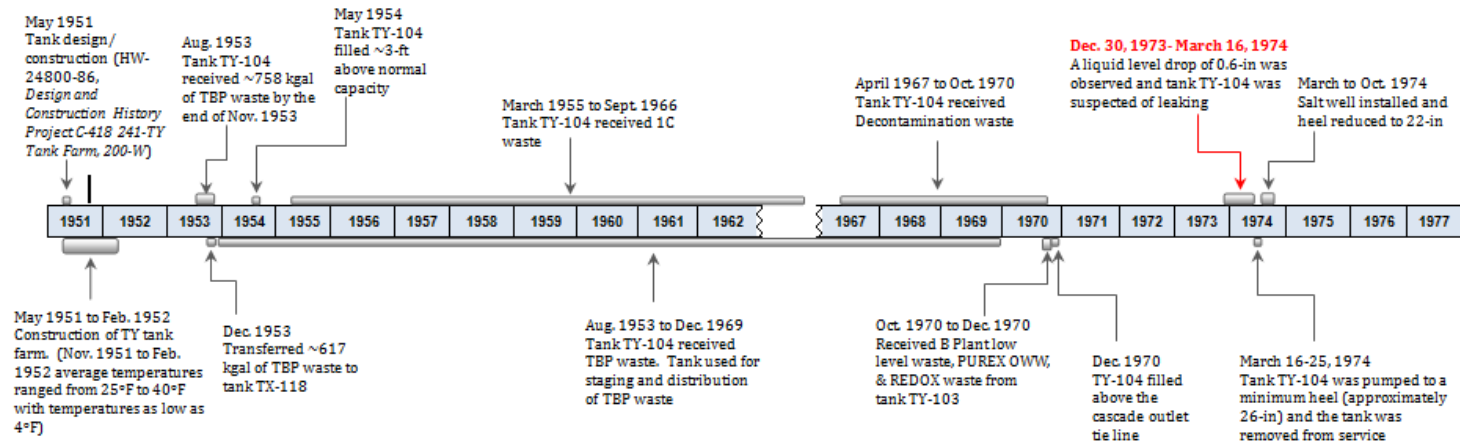 May 1951
Tank design/
construction (HW-
24800-86,
Design and
Construction History
Project C-418 241-TY
Tank Farm, 200-W)
Aug. 1953
Tank TY-104
received ~758 kgal
of TBP waste by the
end of Nov. 1953
May 1954
Tank TY-104
filled ~3-ft
above normal
capacity
March 1955 to Sept. 1966
Tank TY-104 received 1C
waste
April 1967 to Oct. 1970
Tank TY-104 received
Decontamination waste
Dec. 30, 1973- March 16, 1974
A liquid level drop of 0.6-in was
observed and tank TY-104 was
suspected of leaking
March to Oct. 1974
Salt well installed and
heel reduced to 22-in
1951 1952 1953 1954 1955 1956 1957 1958 1959 1960 1961 1962 1967 1968 1969 1970 1971 1972 1973 1974 1975 1976 1977
May 1951 to Feb. 1952
Construction of TY tank
farm. (Nov. 1951 to Feb.
1952 average temperatures
ranged from 25°F to 40°F
with temperatures as low as
4°F)
Dec. 1953
Transferred ~617
kgal of TBP waste to
tank TX-118
Aug. 1953 to Dec. 1969
Tank TY-104 received
TBP waste. Tank used for
staging and distribution
of TBP waste
Oct. 1970 to Dec. 1970
Received B Plant low
level waste, PUREX OWW,
& REDOX waste from
tank TY-103
Dec. 1970
TY-104 filled
above the
cascade outlet
tie line
March 16-25, 1974
Tank TY-104 was pumped to a
minimum heel (approximately
26-in) and the tank was
removed from service